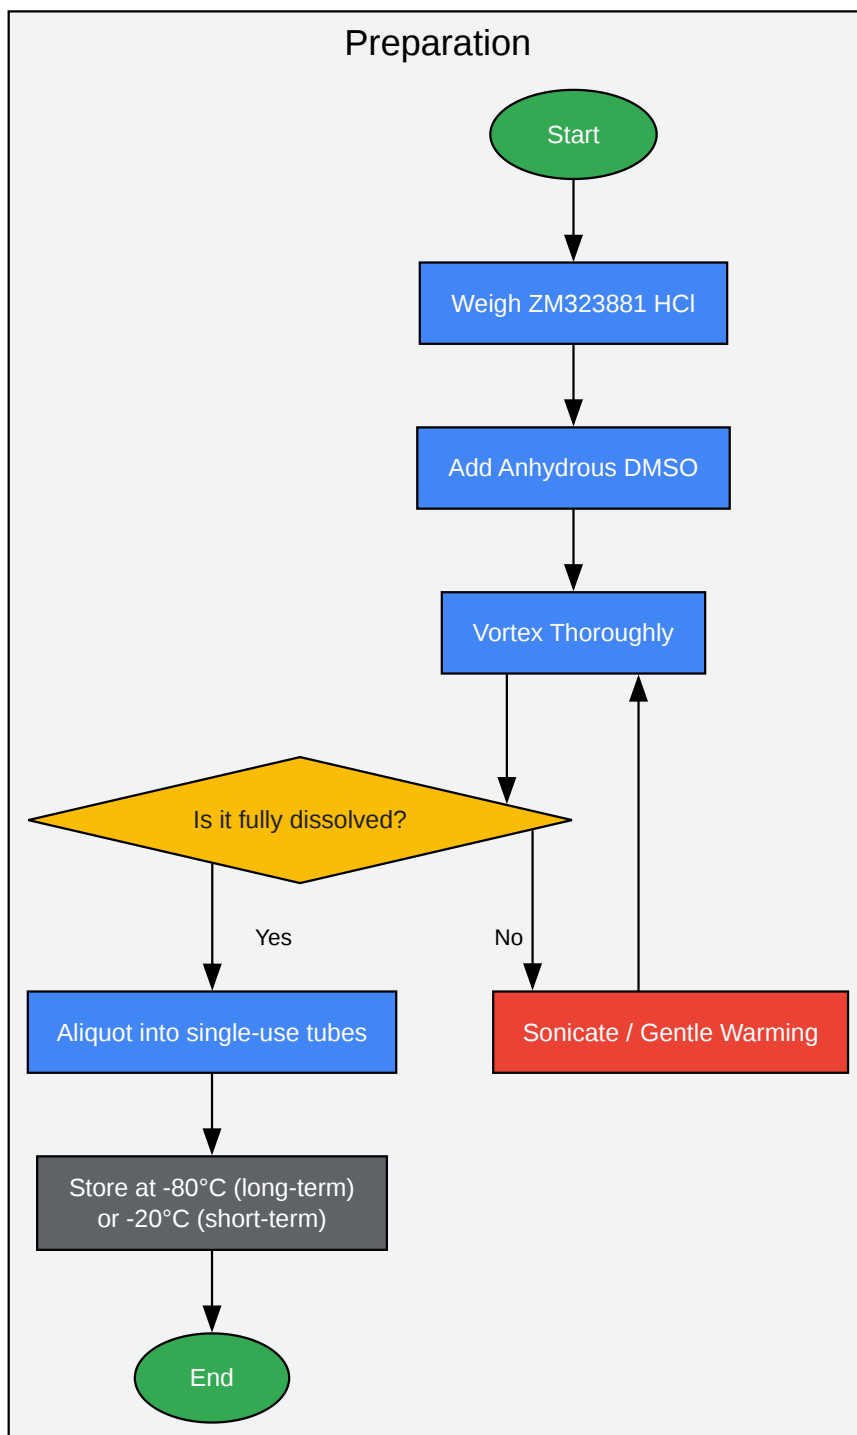 Preparation
Start
Weigh ZM323881 HCl
Add Anhydrous DMSO
Vortex Thoroughly
Is it fully dissolved?
Yes
No
Aliquot into single-use tubes
Sonicate / Gentle Warming
Store at -80°C (long-term)
or -20°C (short-term)
End